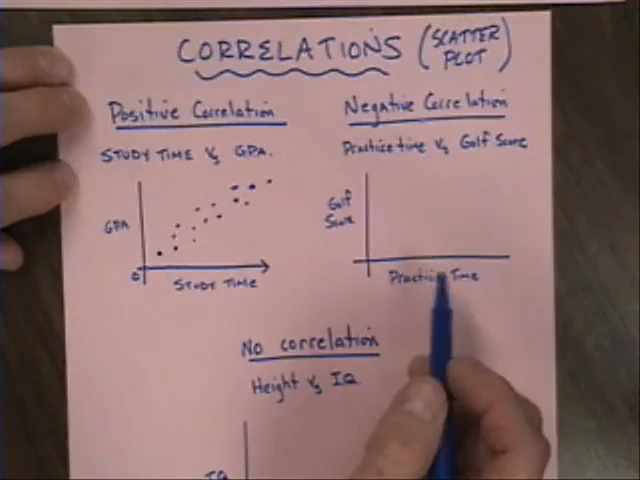 CORRELATIONS (SCATTER PLOT)
Positive Correlation
STUDY TIME vs GPA.
GPA
0
STUDY TIME
Negative Correlation
Practice time vs Golf Score
Golf
Score
Practice Time
No correlation
Height vs IQ
IQ